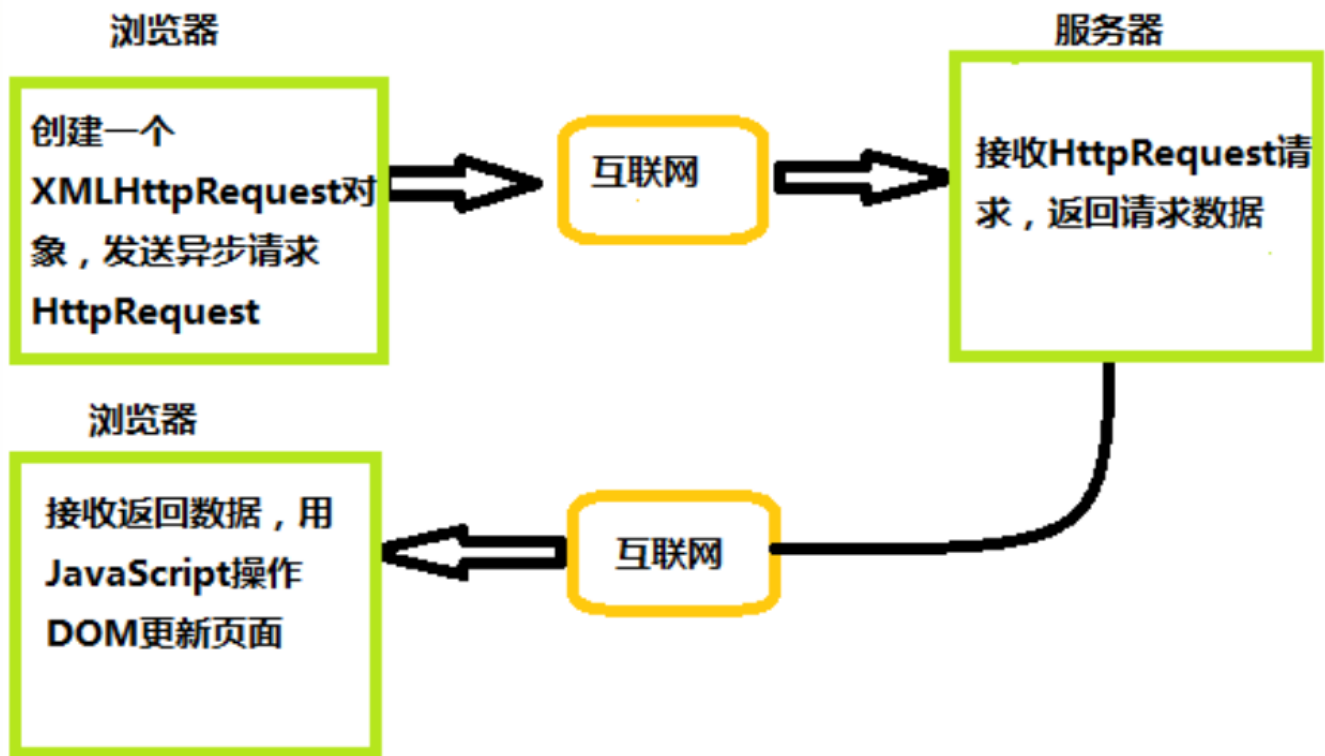 浏览器
创建一个
XMLHttpRequest对
象，发送异步请求
HttpRequest
互联网
服务器
接收HttpRequest请
求，返回请求数据
浏览器
接收返回数据，用
JavaScript操作
DOM更新页面
互联网